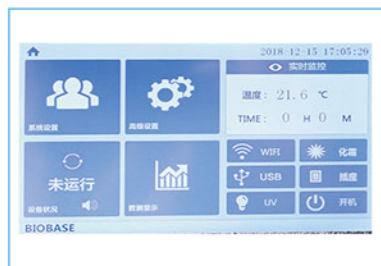 2018-12-15 17:05:29
实时监控
温度： 21.6 ℃
TIME： 0 H 0 M
系统设置
高级设置
WIFI
化霜
USB
插座
未运行
设备状况
数据显示
UV
开机
BIOBASE